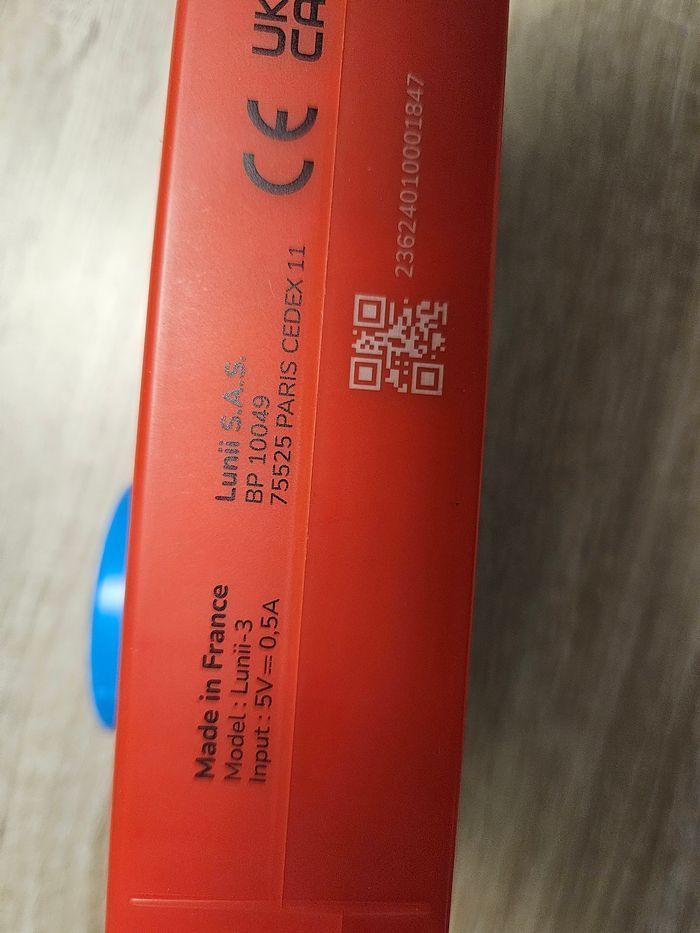 Made in France
Model : Lunii-3
Input : 5V⎓0,5A
Lunii S.A.S.
BP 10049
75525 PARIS CEDEX 11
CE
UK
CA
23624010001847